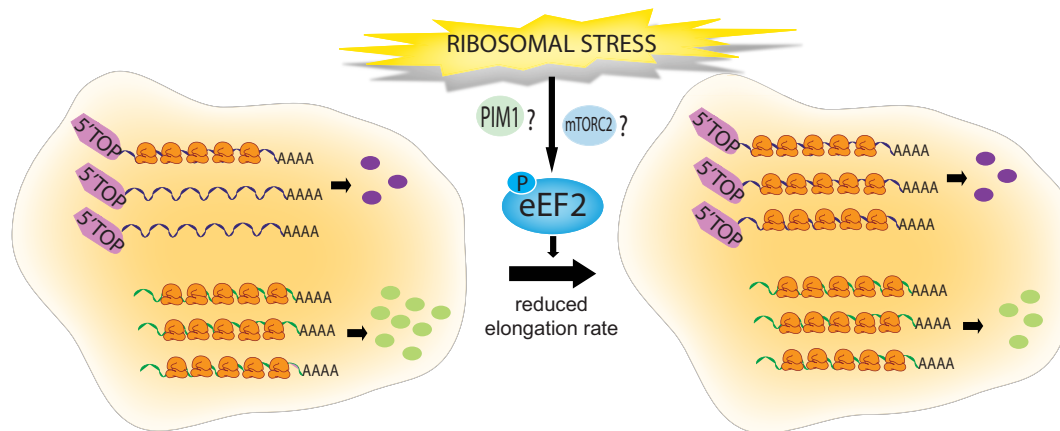 RIBOSOMAL STRESS
PIM1 ?
mTORC2 ?
P
eEF2
reduced
elongation rate
5'TOP
AAAA
5'TOP
AAAA
5'TOP
AAAA
AAAA
AAAA
AAAA
5'TOP
AAAA
5'TOP
AAAA
5'TOP
AAAA
AAAA
AAAA
AAAA